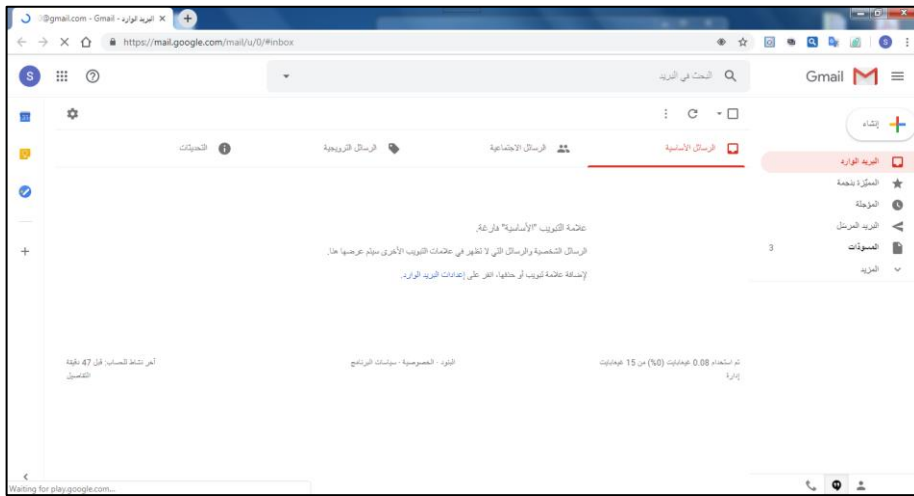 البريد الوارد - @gmail.com - Gmail
https://mail.google.com/mail/u/0/#inbox
Gmail
البحث في البريد
S
إنشاء
البريد الوارد
المميّزة بنجمة
المؤجلة
البريد المرسَل
المسودّات
3
المزيد
الرسائل الأساسية
الرسائل الاجتماعية
الرسائل الترويجية
التحديثات
علامة التبويب "الأساسية" فارغة.
الرسائل الشخصية والرسائل التي لا تظهر في علامات التبويب الأخرى سيتم عرضها هنا.
لإضافة علامة تبويب أو حذفها، انقر على إعدادات البريد الوارد.
تم استخدام 0.08 غيغابايت (0%) من 15 غيغابايت
إدارة
البنود - الخصوصية - سياسات البرنامج
آخر نشاط للحساب: قبل 47 دقيقة
التفاصيل
Waiting for play.google.com...